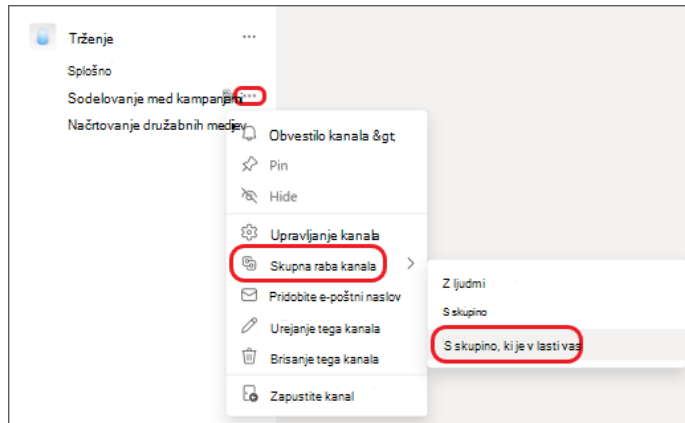 Trženje
Splošno
Sodelovanje med kampanjami
Načrtovanje družabnih medijev
Obvestilo kanala &gt;
Pin
Hide
Upravljanje kanala
Skupna raba kanala
Pridobite e-poštni naslov
Urejanje tega kanala
Brisanje tega kanala
Zapustite kanal
Z ljudmi
S skupino
S skupino, ki je v lasti vas